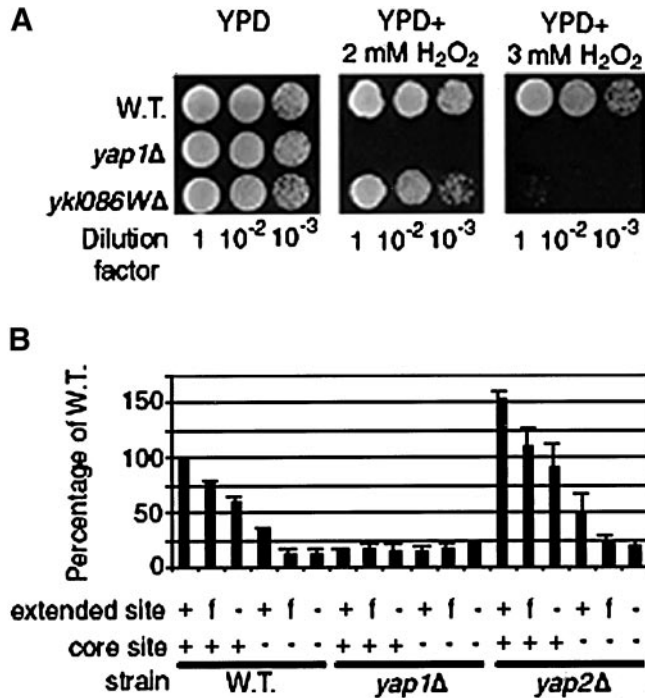 A
YPD
YPD+
2 mM H₂O₂
YPD+
3 mM H₂O₂
W.T.
yap1Δ
ykl086WΔ
Dilution
factor
1 10⁻² 10⁻³
1 10⁻² 10⁻³
1 10⁻² 10⁻³
B
Percentage of W.T.
150
100
50
0
extended site + f - + f - + f - + f - + f - + f -
core site + + + - - - + + + - - - + + + - - -
strain W.T. yap1Δ yap2Δ